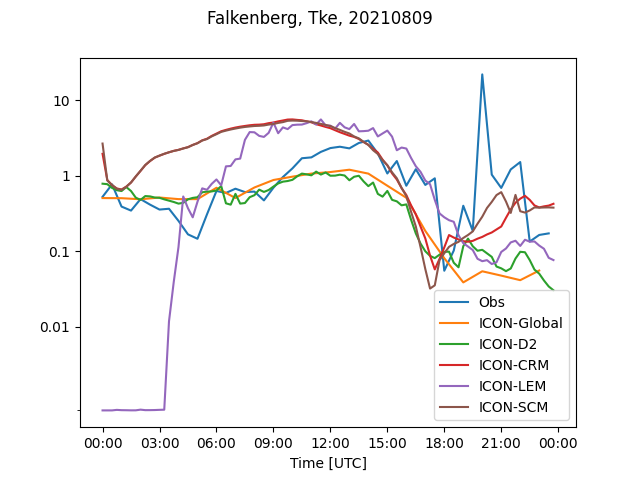 Falkenberg, Tke, 20210809
10
1
0.1
0.01
Obs
ICON-Global
ICON-D2
ICON-CRM
ICON-LEM
ICON-SCM
00:00 03:00 06:00 09:00 12:00 15:00 18:00 21:00 00:00
Time [UTC]